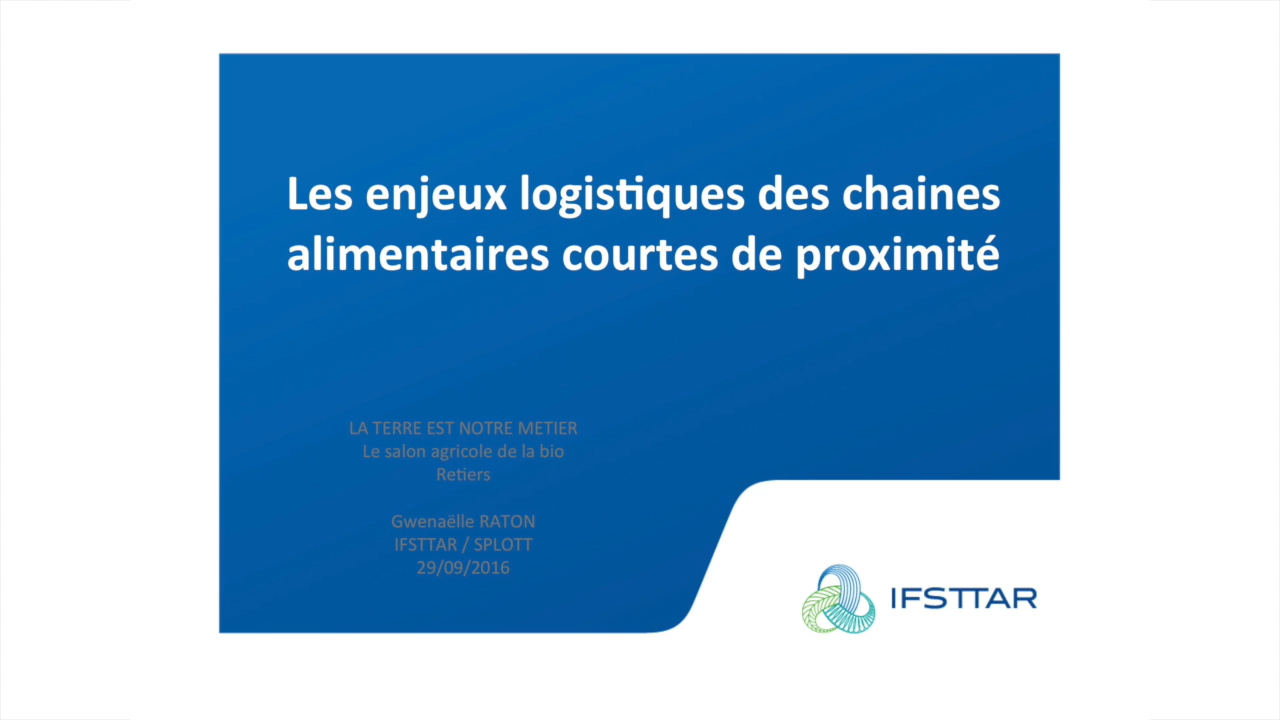 Les enjeux logistiques des chaines
alimentaires courtes de proximité
LA TERRE EST NOTRE METIER
Le salon agricole de la bio
Retiers
Gwenaëlle RATON
IFSTTAR / SPLOTT
29/09/2016
IFSTTAR